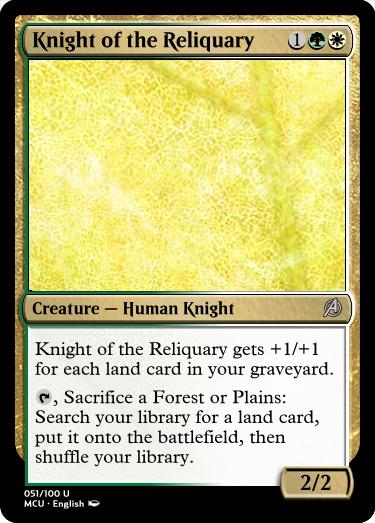 Knight of the Reliquary 1
Creature — Human Knight
Knight of the Reliquary gets +1/+1
for each land card in your graveyard.
, Sacrifice a Forest or Plains:
Search your library for a land card,
put it onto the battlefield, then
shuffle your library.
2/2
051/100 U
MCU · English